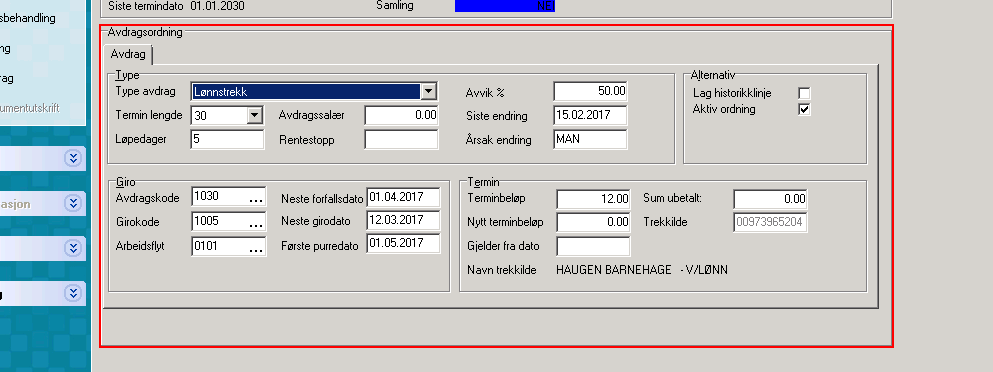 sbehandling
ng
rag
umentutskrift
asjon
g
Siste termindato 01.01.2030 Samling NE
Avdragsordning
Avdrag
Type
Type avdrag Lønnstrekk Avvik % 50.00
Termin lengde 30 Avdragssalær 0.00 Siste endring 15.02.2017
Løpedager 5 Rentestopp Årsak endring MAN
Alternativ
Lag historikklinje
Aktiv ordning
Giro
Avdragskode 1030 ... Neste forfallsdato 01.04.2017
Girokode 1005 ... Neste girodato 12.03.2017
Arbeidsflyt 0101 ... Første purredato 01.05.2017
Termin
Terminbeløp 12.00 Sum ubetalt: 0.00
Nytt terminbeløp 0.00 Trekkilde 00973965204
Gjelder fra dato
Navn trekkilde HAUGEN BARNEHAGE - V/LØNN